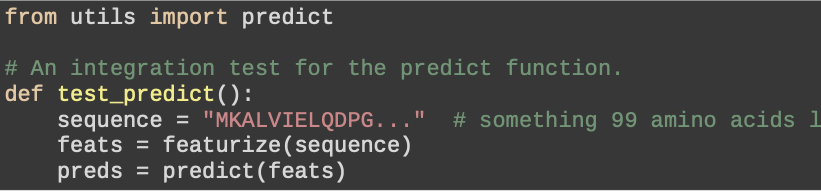 from utils import predict
# An integration test for the predict function.
def test_predict():
sequence = "MKALVIELQDPG..." # something 99 amino acids l
feats = featurize(sequence)
preds = predict(feats)